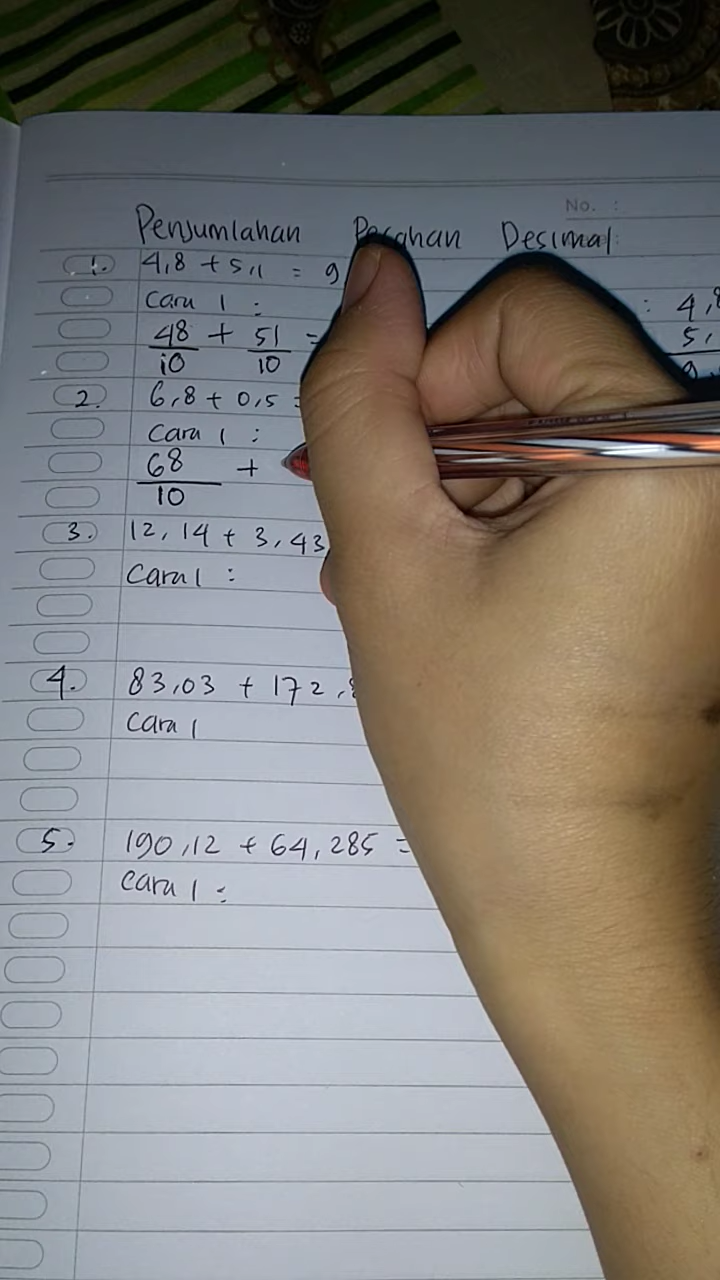 No. :
Penjumlahan Pecahan Desimal
1. 4,8 + 5,1 = 9
Cara 1 : : 4,8
48/10 + 51/10 = 5,
2. 6,8 + 0,5 =
Cara 1 :
68/10 +
3. 12,14 + 3,43
Cara 1 :
4. 83,03 + 172,
Cara 1
5. 190,12 + 64,285 =
Cara 1 :